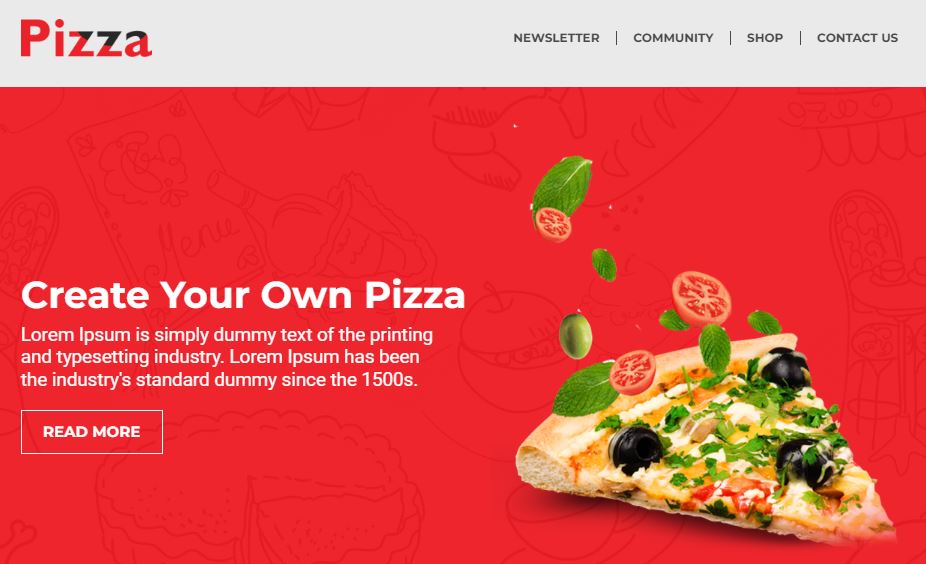 Pizza
NEWSLETTER | COMMUNITY | SHOP | CONTACT US
Menu
Create Your Own Pizza
Lorem Ipsum is simply dummy text of the printing
and typesetting industry. Lorem Ipsum has been
the industry's standard dummy since the 1500s.
READ MORE